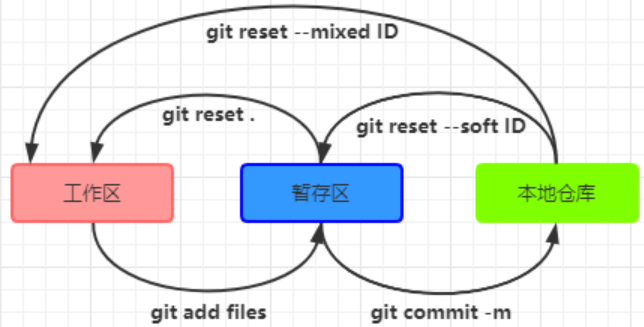 git reset --mixed ID
git reset .
git reset --soft ID
工作区
暂存区
本地仓库
git add files
git commit -m